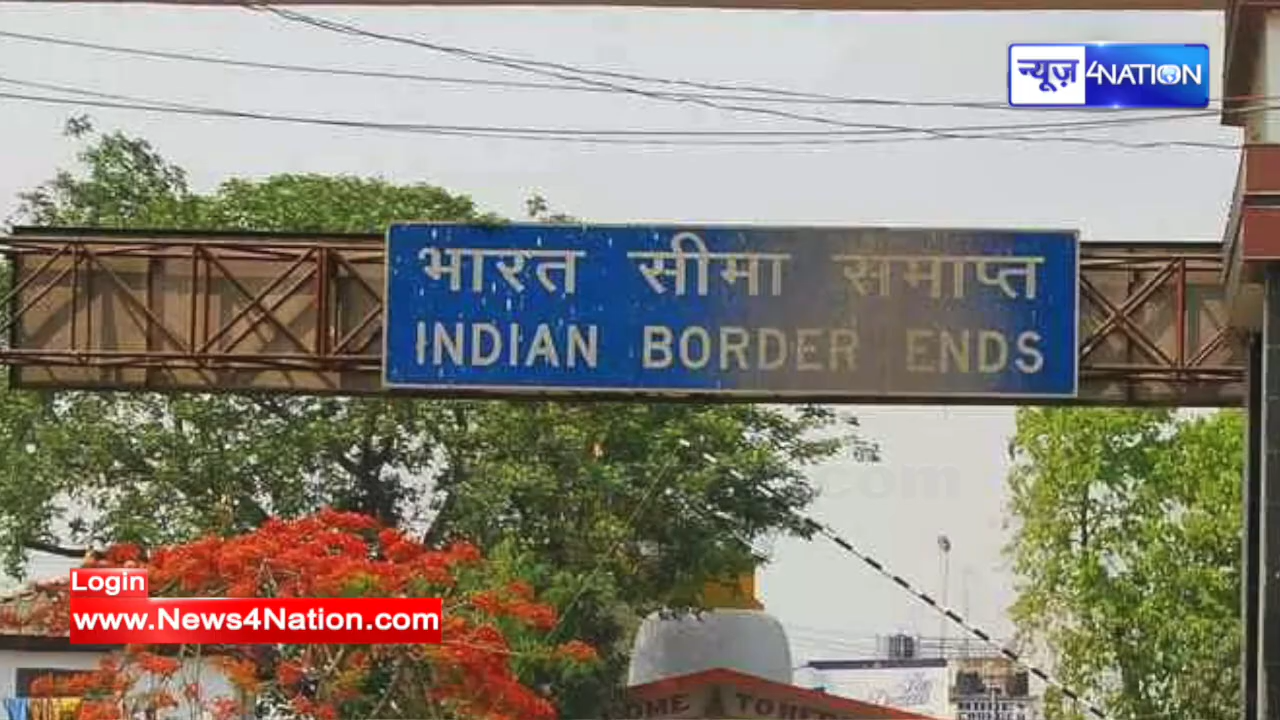 न्यूज़ 4NATION
भारत सीमा समाप्त
INDIAN BORDER ENDS
Login
www.News4Nation.com